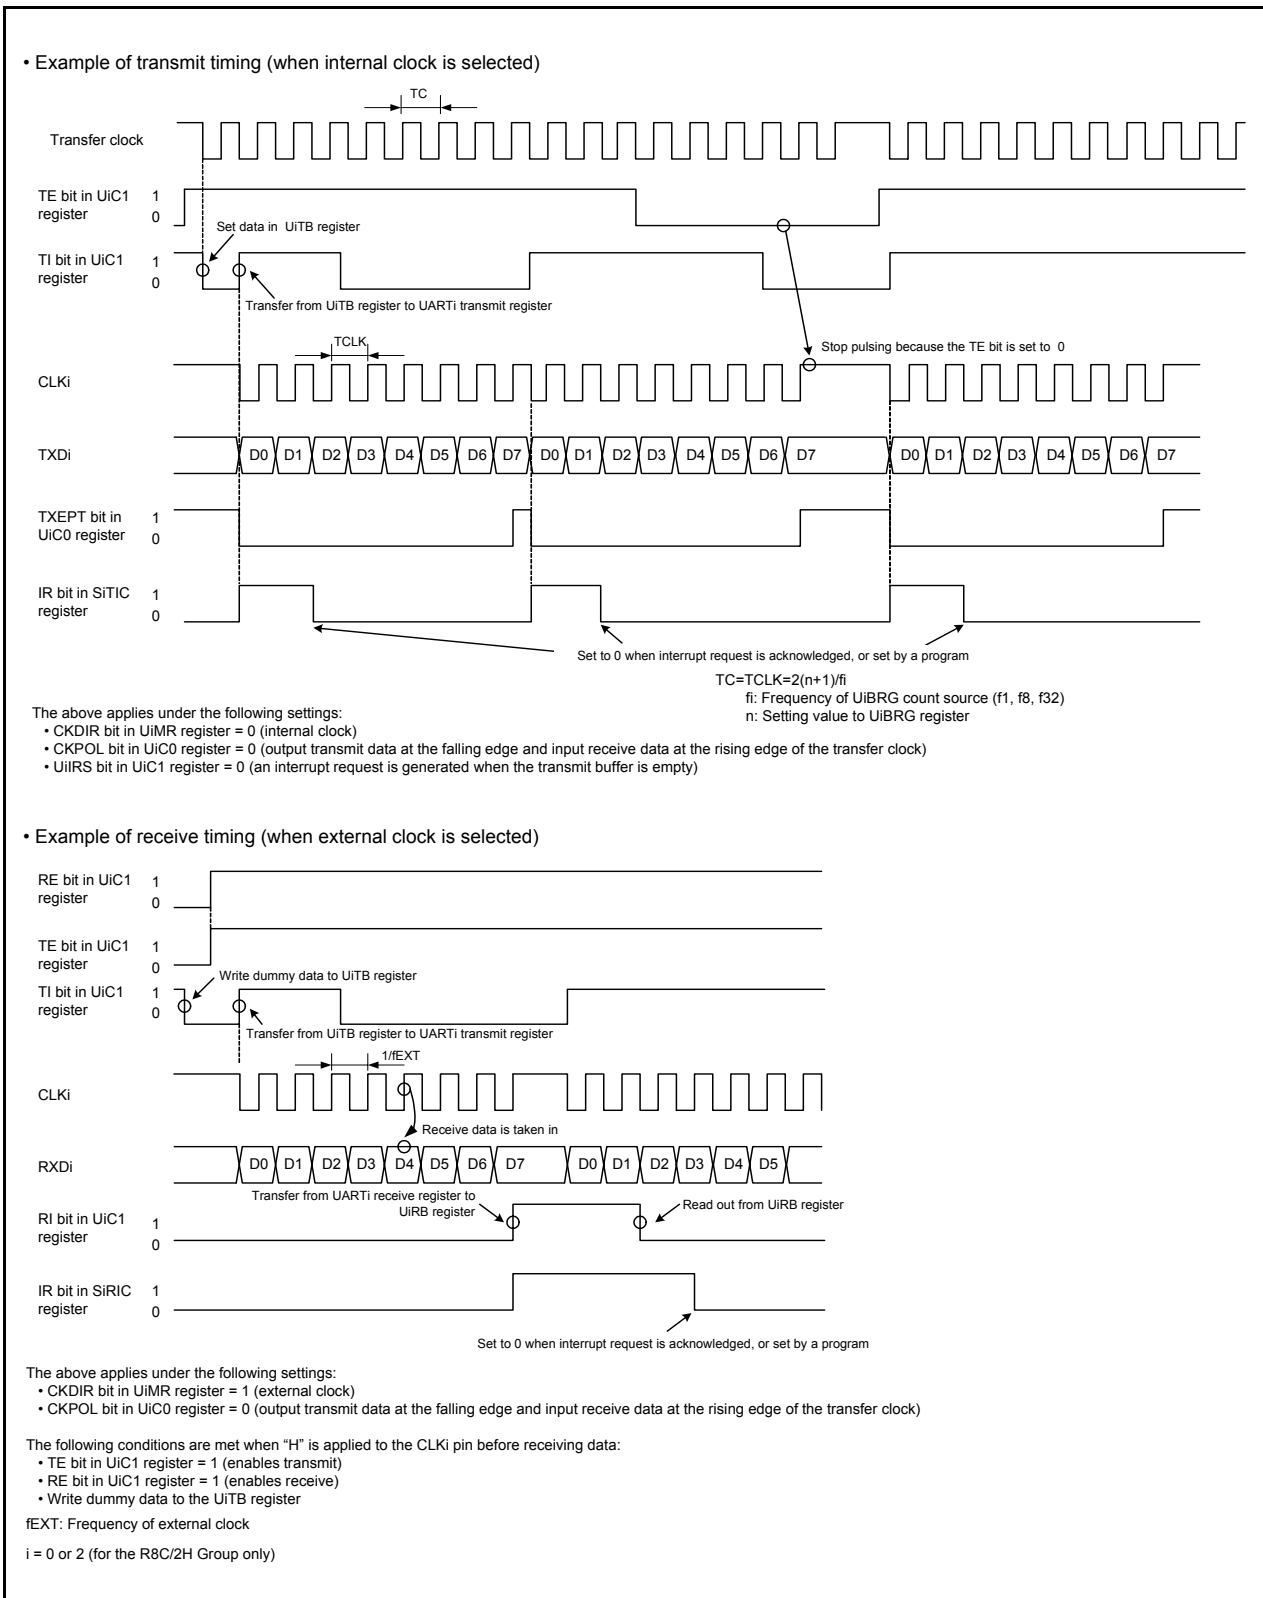 • Example of transmit timing (when internal clock is selected)
TC
Transfer clock
TE bit in UiC1
register
1
0
Set data in UiTB register
TI bit in UiC1
register
1
0
Transfer from UiTB register to UARTi transmit register
TCLK
Stop pulsing because the TE bit is set to 0
CLKi
TXDi
D0 D1 D2 D3 D4 D5 D6 D7 D0 D1 D2 D3 D4 D5 D6 D7 D0 D1 D2 D3 D4 D5 D6 D7
TXEPT bit in
UiC0 register
1
0
IR bit in SiTIC
register
1
0
Set to 0 when interrupt request is acknowledged, or set by a program
TC=TCLK=2(n+1)/fi
fi: Frequency of UiBRG count source (f1, f8, f32)
n: Setting value to UiBRG register
The above applies under the following settings:
• CKDIR bit in UiMR register = 0 (internal clock)
• CKPOL bit in UiC0 register = 0 (output transmit data at the falling edge and input receive data at the rising edge of the transfer clock)
• UiIRS bit in UiC1 register = 0 (an interrupt request is generated when the transmit buffer is empty)
• Example of receive timing (when external clock is selected)
RE bit in UiC1
register
1
0
TE bit in UiC1
register
1
0
Write dummy data to UiTB register
TI bit in UiC1
register
1
0
Transfer from UiTB register to UARTi transmit register
1/fEXT
CLKi
Receive data is taken in
RXDi
D0 D1 D2 D3 D4 D5 D6 D7 D0 D1 D2 D3 D4 D5
Transfer from UARTi receive register to
UiRB register
Read out from UiRB register
RI bit in UiC1
register
1
0
IR bit in SiRIC
register
1
0
Set to 0 when interrupt request is acknowledged, or set by a program
The above applies under the following settings:
• CKDIR bit in UiMR register = 1 (external clock)
• CKPOL bit in UiC0 register = 0 (output transmit data at the falling edge and input receive data at the rising edge of the transfer clock)
The following conditions are met when “H” is applied to the CLKi pin before receiving data:
• TE bit in UiC1 register = 1 (enables transmit)
• RE bit in UiC1 register = 1 (enables receive)
• Write dummy data to the UiTB register
fEXT: Frequency of external clock
i = 0 or 2 (for the R8C/2H Group only)